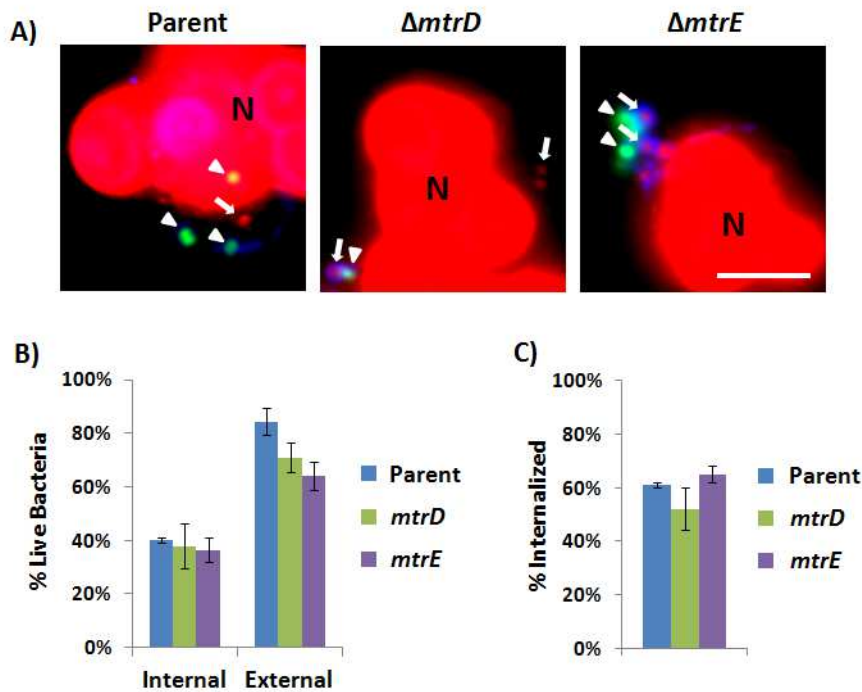 A)
Parent
ΔmtrD
ΔmtrE
N
N
N
B)
% Live Bacteria
100%
80%
60%
40%
20%
0%
Internal
External
Parent
mtrD
mtrE
C)
% Internalized
100%
80%
60%
40%
20%
0%
Parent
mtrD
mtrE